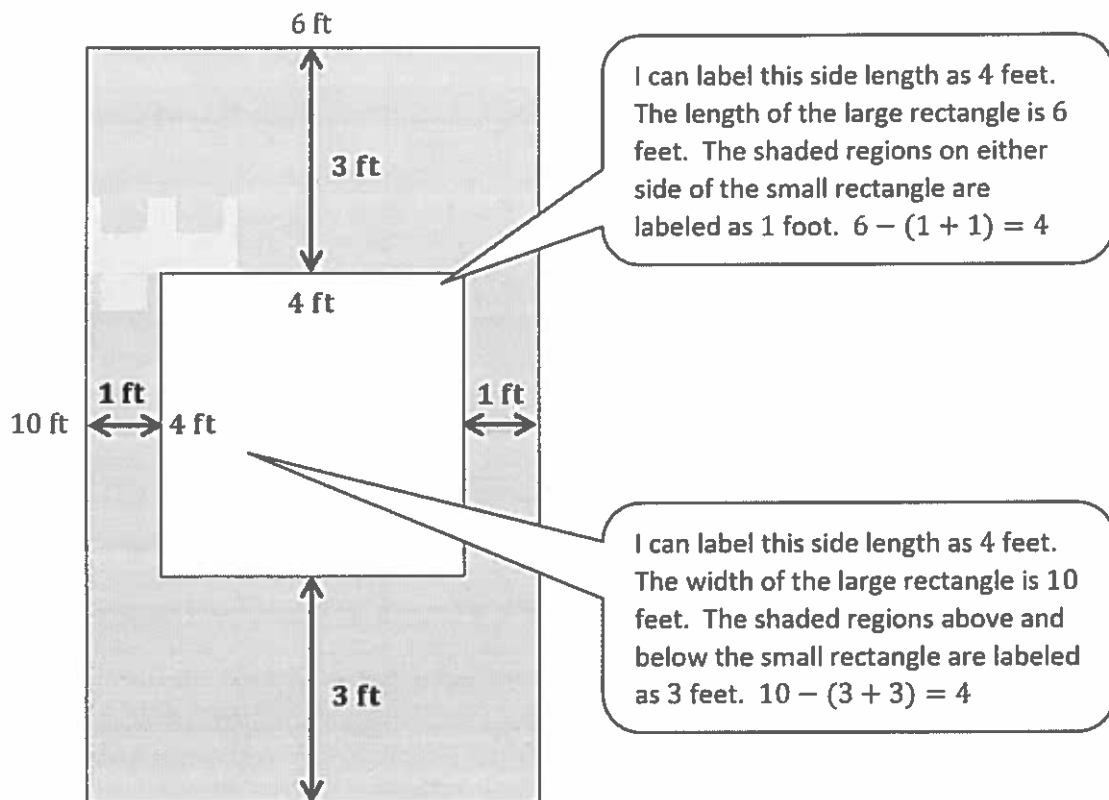 6 ft
I can label this side length as 4 feet.
The length of the large rectangle is 6
feet. The shaded regions on either
side of the small rectangle are
labeled as 1 foot. 6 − (1 + 1) = 4
3 ft
4 ft
1 ft
1 ft
10 ft
4 ft
I can label this side length as 4 feet.
The width of the large rectangle is 10
feet. The shaded regions above and
below the small rectangle are labeled
as 3 feet. 10 − (3 + 3) = 4
3 ft